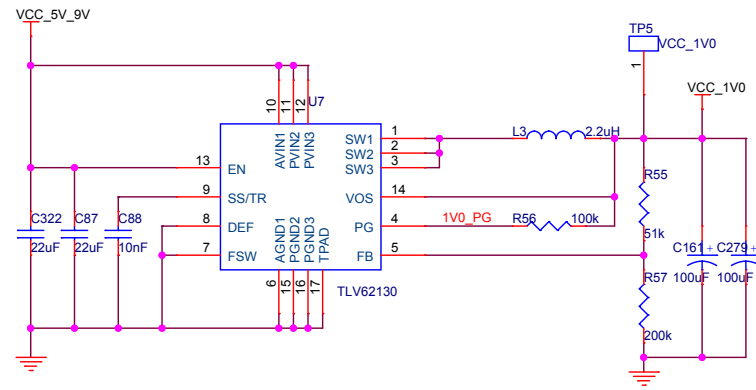 VCC_5V_9V
TP5
VCC_1V0
1
VCC_1V0
U7
10
11
12
AVIN1
PVIN2
PVIN3
13
EN
SW1
1
L3
2.2uH
SW2
2
SW3
3
R55
9
SS/TR
VOS
14
51k
C322
22uF
C87
22uF
C88
10nF
8
DEF
PG
4
1V0_PG
R56
100k
7
FSW
FB
5
C161
+
100uF
C279
+
100uF
AGND1
PGND2
PGND3
TPAD
6
15
16
17
TLV62130
R57
200k